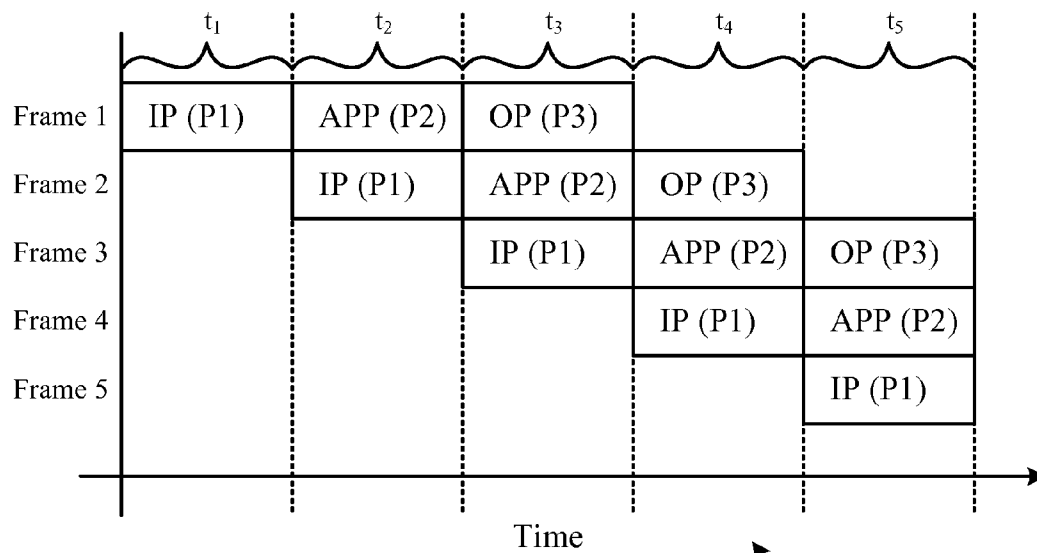 t₁ t₂ t₃ t₄ t₅
Frame 1 IP (P1) APP (P2) OP (P3)
Frame 2 IP (P1) APP (P2) OP (P3)
Frame 3 IP (P1) APP (P2) OP (P3)
Frame 4 IP (P1) APP (P2)
Frame 5 IP (P1)
Time